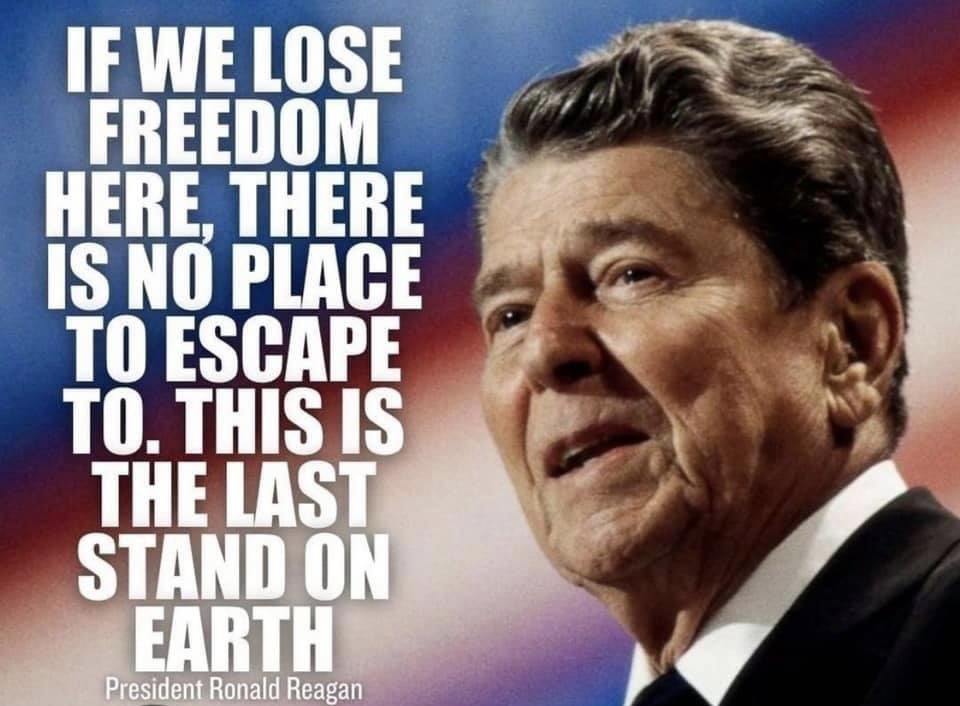 IF WE LOSE
FREEDOM
HERE, THERE
IS NO PLACE
TO ESCAPE
TO. THIS IS
THE LAST
STAND ON
EARTH
President Ronald Reagan